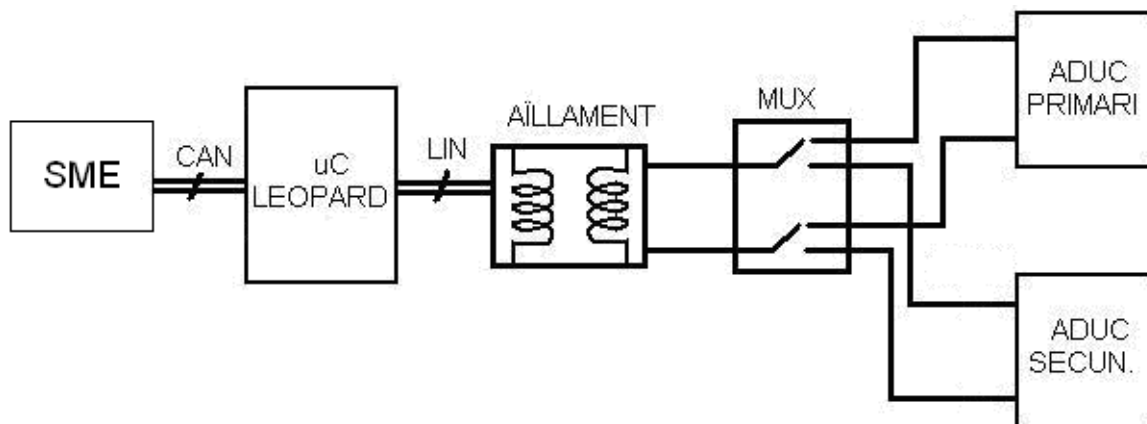 SME
CAN
uC
LEOPARD
LIN
AÏLLAMENT
MUX
ADUC
PRIMARI
ADUC
SECUN.